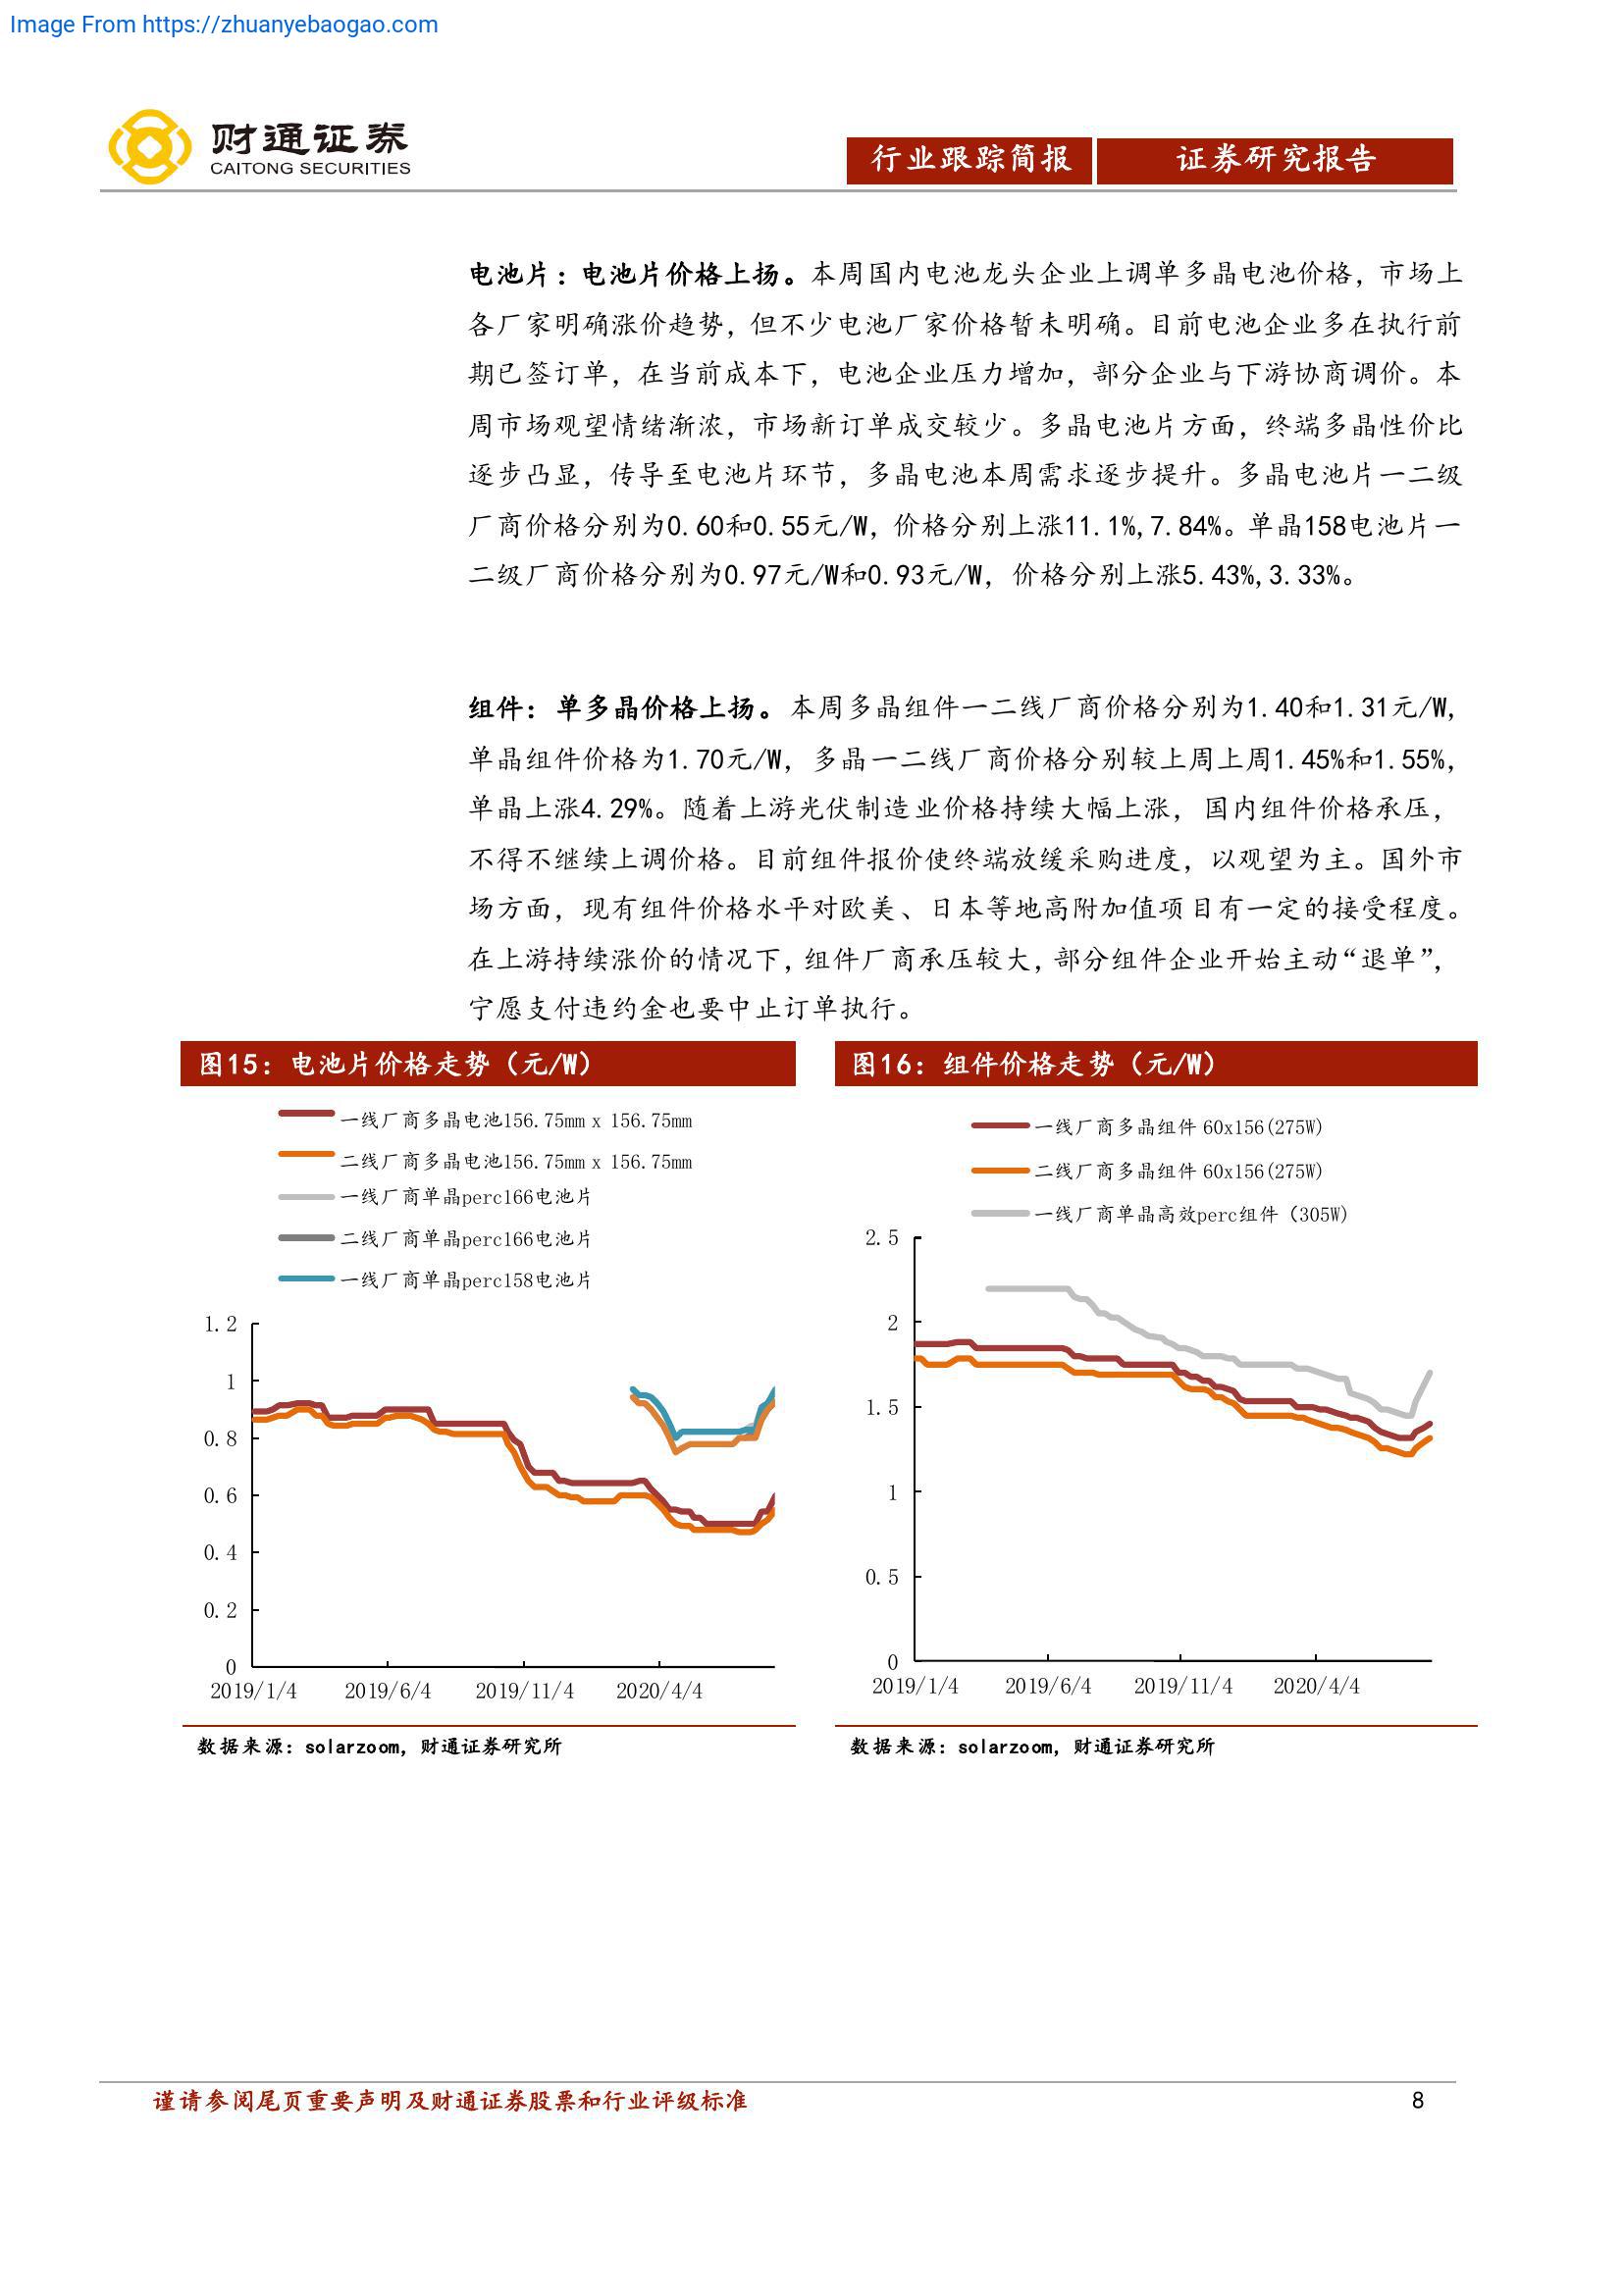 Image From https://zhuanyebaogao.com
财通证券
CAITONG SECURITIES
行业跟踪简报
证券研究报告
电池片：电池片价格上扬。本周国内电池龙头企业上调单多晶电池价格，市场上
各厂家明确涨价趋势，但不少电池厂家价格暂未明确。目前电池企业多在执行前
期已签订单，在当前成本下，电池企业压力增加，部分企业与下游协商调价。本
周市场观望情绪渐浓，市场新订单成交较少。多晶电池片方面，终端多晶性价比
逐步凸显，传导至电池片环节，多晶电池本周需求逐步提升。多晶电池片一二级
厂商价格分别为0.60和0.55元/W，价格分别上涨11.1%,7.84%。单晶158电池片一
二级厂商价格分别为0.97元/W和0.93元/W，价格分别上涨5.43%,3.33%。
组件：单多晶价格上扬。本周多晶组件一二线厂商价格分别为1.40和1.31元/W，
单晶组件价格为1.70元/W，多晶一二线厂商价格分别较上周上周1.45%和1.55%，
单晶上涨4.29%。随着上游光伏制造业价格持续大幅上涨，国内组件价格承压，
不得不继续上调价格。目前组件报价使终端放缓采购进度，以观望为主。国外市
场方面，现有组件价格水平对欧美、日本等地高附加值项目有一定的接受程度。
在上游持续涨价的情况下，组件厂商承压较大，部分组件企业开始主动“退单”，
宁愿支付违约金也要中止订单执行。
图15：电池片价格走势（元/W）
一线厂商多晶电池156.75mm x 156.75mm
二线厂商多晶电池156.75mm x 156.75mm
一线厂商单晶perc166电池片
二线厂商单晶perc166电池片
一线厂商单晶perc158电池片
1.2
1
0.8
0.6
0.4
0.2
0
2019/1/4 2019/6/4 2019/11/4 2020/4/4
数据来源：solarzoom，财通证券研究所
图16：组件价格走势（元/W）
一线厂商多晶组件 60x156(275W)
二线厂商多晶组件 60x156(275W)
一线厂商单晶高效perc组件（305W)
2.5
2
1.5
1
0.5
0
2019/1/4 2019/6/4 2019/11/4 2020/4/4
数据来源：solarzoom，财通证券研究所
谨请参阅尾页重要声明及财通证券股票和行业评级标准
8